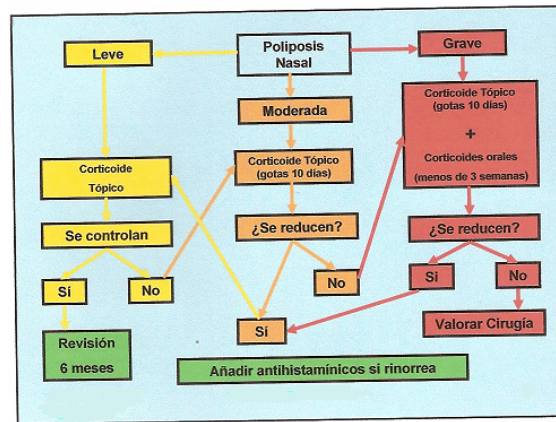 Poliposis
Nasal
Leve
Corticoide
Tópico
Se controlan
Sí
No
Revisión
6 meses
Moderada
Corticoide Tópico
(gotas 10 días)
¿Se reducen?
No
Sí
Grave
Corticoide Tópico
(gotas 10 días)
+
Corticoides orales
(menos de 3 semanas)
¿Se reducen?
Si
No
Valorar Cirugía
Añadir antihistamínicos si rinorrea